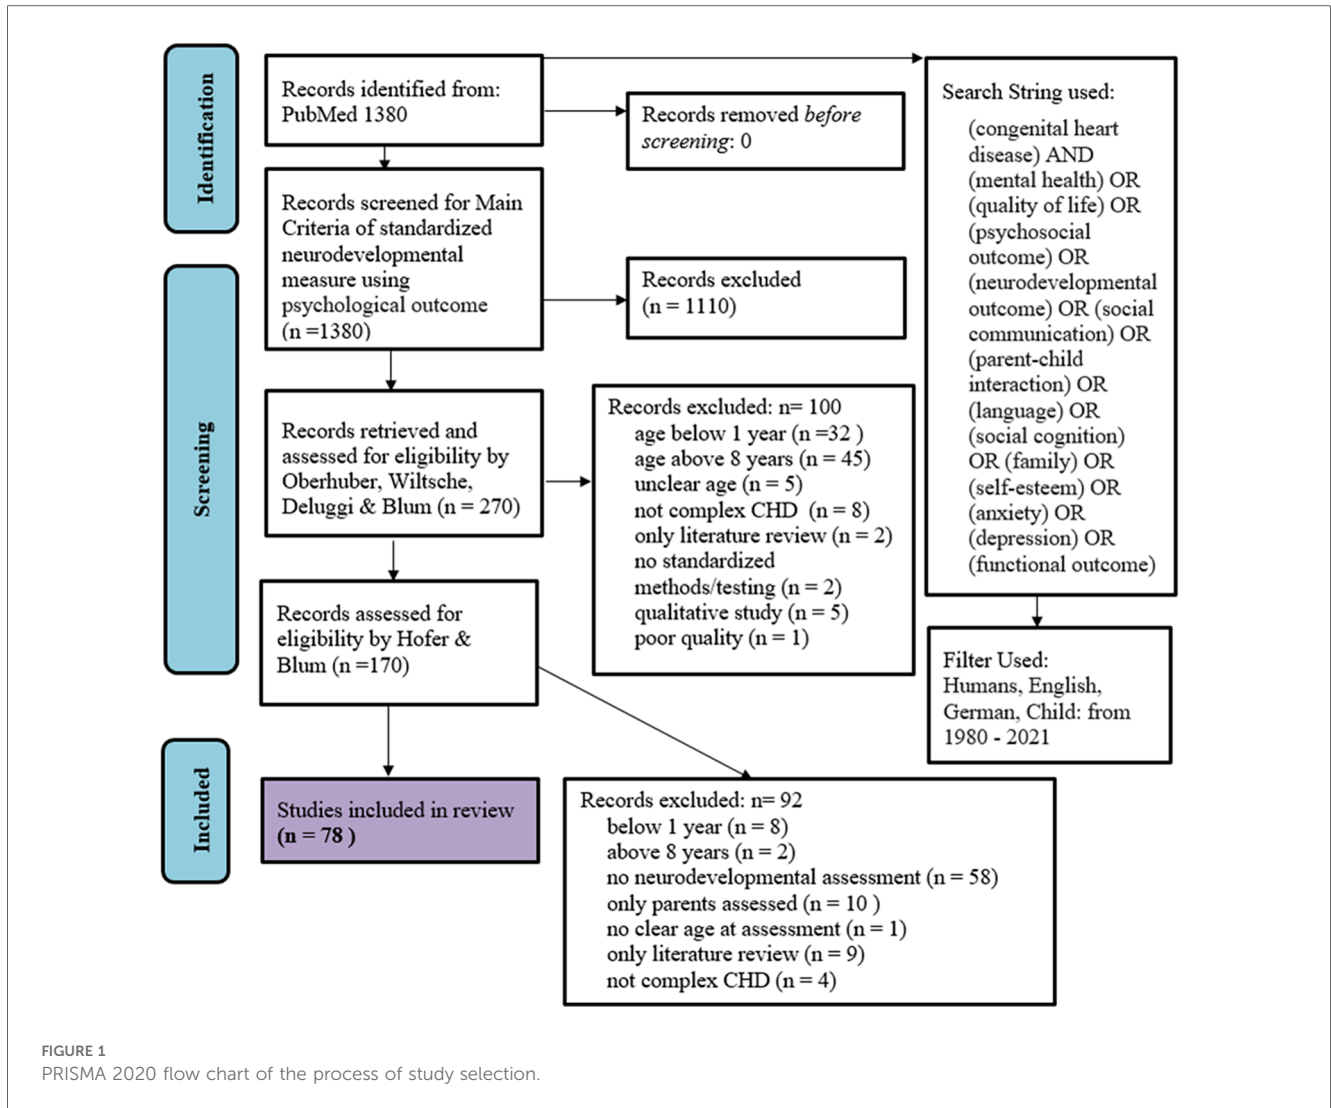 Identification
Records identified from:
PubMed 1380
Records removed before
screening: 0
Records screened for Main
Criteria of standardized
neurodevelopmental
measure using
psychological outcome
(n =1380)
Screening
Records excluded
(n = 1110)
Records retrieved and
assessed for eligibility by
Oberhuber, Wiltsche,
Deluggi & Blum (n = 270)
Records excluded: n= 100
age below 1 year (n =32 )
age above 8 years (n = 45)
unclear age (n = 5)
not complex CHD (n = 8)
only literature review (n = 2)
no standardized
methods/testing (n = 2)
qualitative study (n = 5)
poor quality (n = 1)
Records assessed for
eligibility by Hofer &
Blum (n =170)
Search String used:
(congenital heart
disease) AND
(mental health) OR
(quality of life) OR
(psychosocial
outcome) OR
(neurodevelopmental
outcome) OR (social
communication) OR
(parent-child
interaction) OR
(language) OR
(social cognition)
OR (family) OR
(self-esteem) OR
(anxiety) OR
(depression) OR
(functional outcome)
Filter Used:
Humans, English,
German, Child: from
1980 - 2021
Included
Studies included in review
(n = 78 )
Records excluded: n= 92
below 1 year (n = 8)
above 8 years (n = 2)
no neurodevelopmental assessment (n = 58)
only parents assessed (n = 10 )
no clear age at assessment (n = 1)
only literature review (n = 9)
not complex CHD (n = 4)
FIGURE 1
PRISMA 2020 flow chart of the process of study selection.